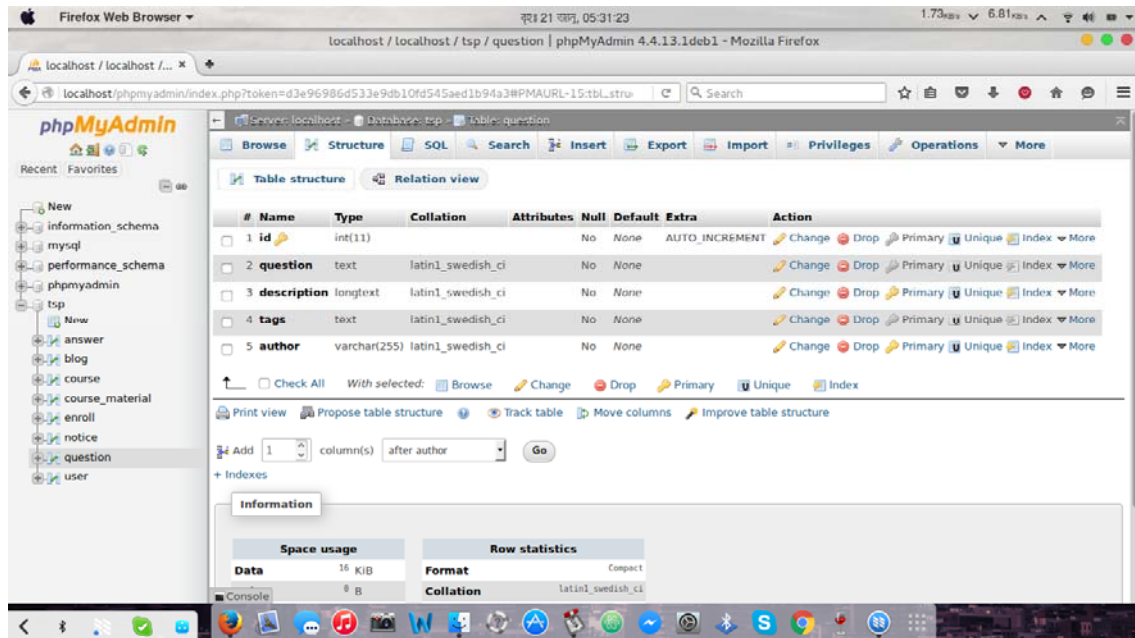 Firefox Web Browser
বৃহঃ 21 জানু, 05:31:23
1.73 KB/s 6.81 KB/s
localhost / localhost / tsp / question | phpMyAdmin 4.4.13.1deb1 - Mozilla Firefox
localhost / localhost /...
localhost/phpmyadmin/index.php?token=d3e96986d533e9db10fd545aed1b94a3#PMAURL-15:tbl_stru
Search
phpMyAdmin
Recent Favorites
New
information_schema
mysql
performance_schema
phpmyadmin
tsp
New
answer
blog
course
course_material
enroll
notice
question
user
Server: localhost » Database: tsp » Table: question
Browse Structure SQL Search Insert Export Import Privileges Operations More
Table structure Relation view
# Name Type Collation Attributes Null Default Extra Action
1 id int(11) No None AUTO_INCREMENT Change Drop Primary Unique Index More
2 question text latin1_swedish_ci No None Change Drop Primary Unique Index More
3 description longtext latin1_swedish_ci No None Change Drop Primary Unique Index More
4 tags text latin1_swedish_ci No None Change Drop Primary Unique Index More
5 author varchar(255) latin1_swedish_ci No None Change Drop Primary Unique Index More
Check All With selected: Browse Change Drop Primary Unique Index
Print view Propose table structure Track table Move columns Improve table structure
Add 1 column(s) after author Go
+ Indexes
Information
Space usage
Data 16 KiB
0 B
Row statistics
Format Compact
Collation latin1_swedish_ci
Console